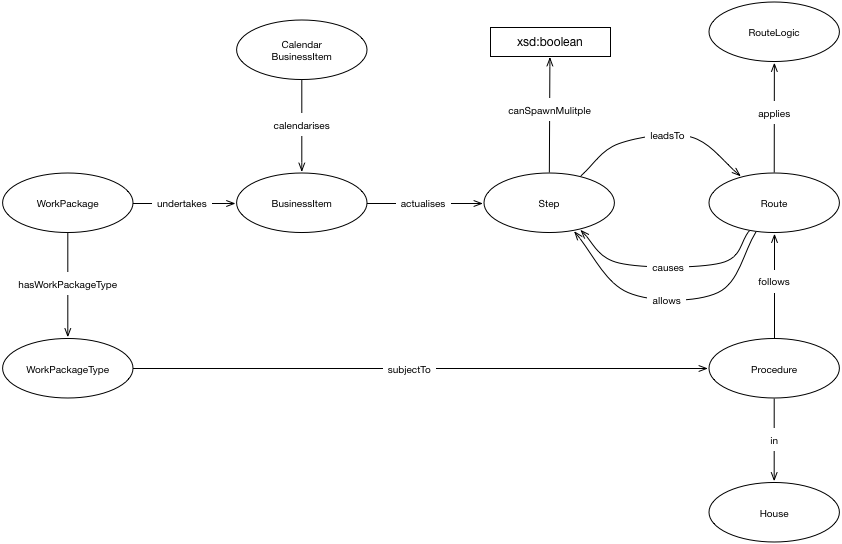 RouteLogic
Calendar
BusinessItem
xsd:boolean
canSpawnMulitple
applies
calendarises
leadsTo
WorkPackage
undertakes
BusinessItem
actualises
Step
Route
causes
hasWorkPackageType
follows
allows
WorkPackageType
subjectTo
Procedure
in
House